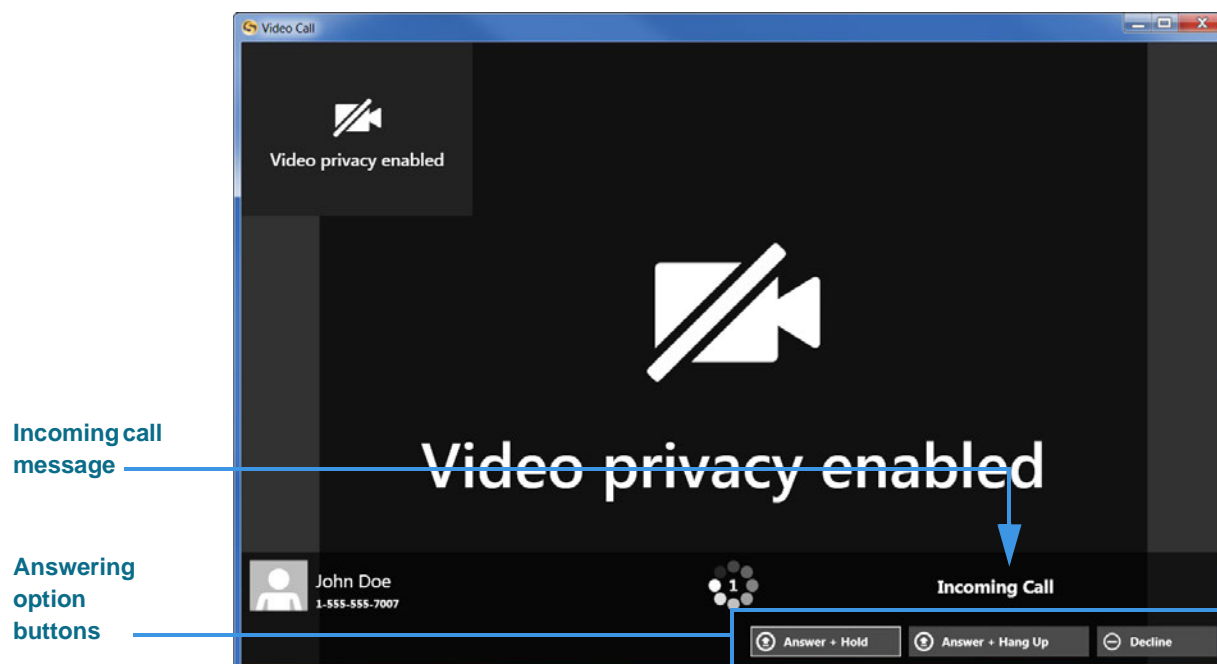 Video Call
Video privacy enabled
Video privacy enabled
Incoming call
message
John Doe
1-555-555-7007
1
Incoming Call
Answering
option
buttons
Answer + Hold
Answer + Hang Up
Decline